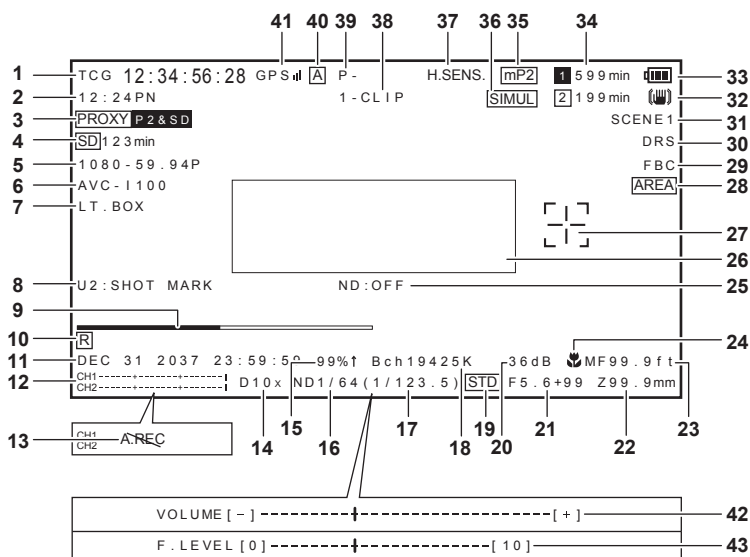 41 40 39 38 37 36 35 34
1 TCG 12:34:56:28 GPS A P- H.SENS. mP2 1 599min 33
2 12:24PN 1-CLIP SIMUL 2 199min 32
3 PROXY P2&SD SCENE1 31
4 SD 123min DRS 30
5 1080-59.94P FBC 29
6 AVC-I100 AREA 28
7 LT.BOX
27
26
8 U2:SHOT MARK ND:OFF 25
9
24
10 R
11 DEC 31 2037 23:59:59 99%↑ Bch19425K 36dB MF99.9ft
12 CH1 CH2 D10x ND1/64(1/123.5) STD F5.6+99 Z99.9mm
15 23
14 16 17 18 19 20 21 22
13 CH1 CH2 A.REC
VOLUME[-] [+] 42
F.LEVEL[0] [10] 43